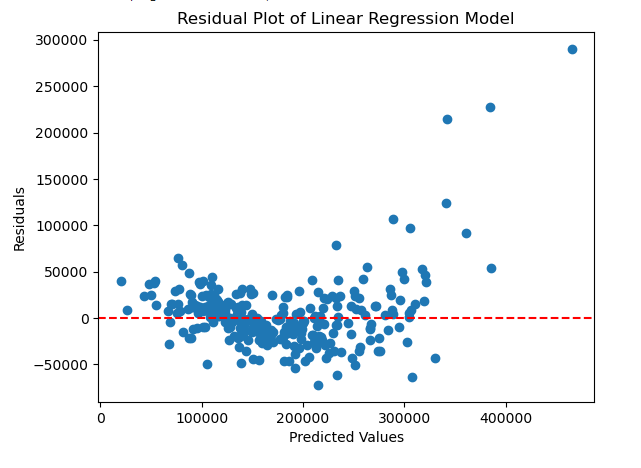 Residual Plot of Linear Regression Model
300000
250000
200000
150000
100000
50000
0
−50000
Residuals
0 100000 200000 300000 400000
Predicted Values